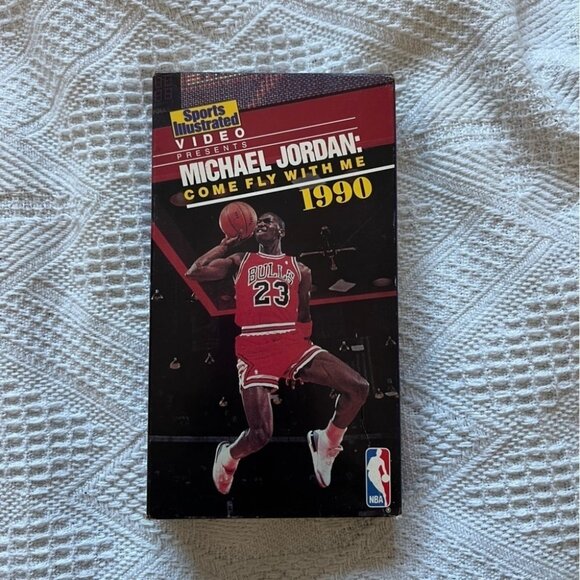 Sports
Illustrated
VIDEO
PRESENTS
MICHAEL JORDAN:
COME FLY WITH ME
1990
BULLS
23
NBA